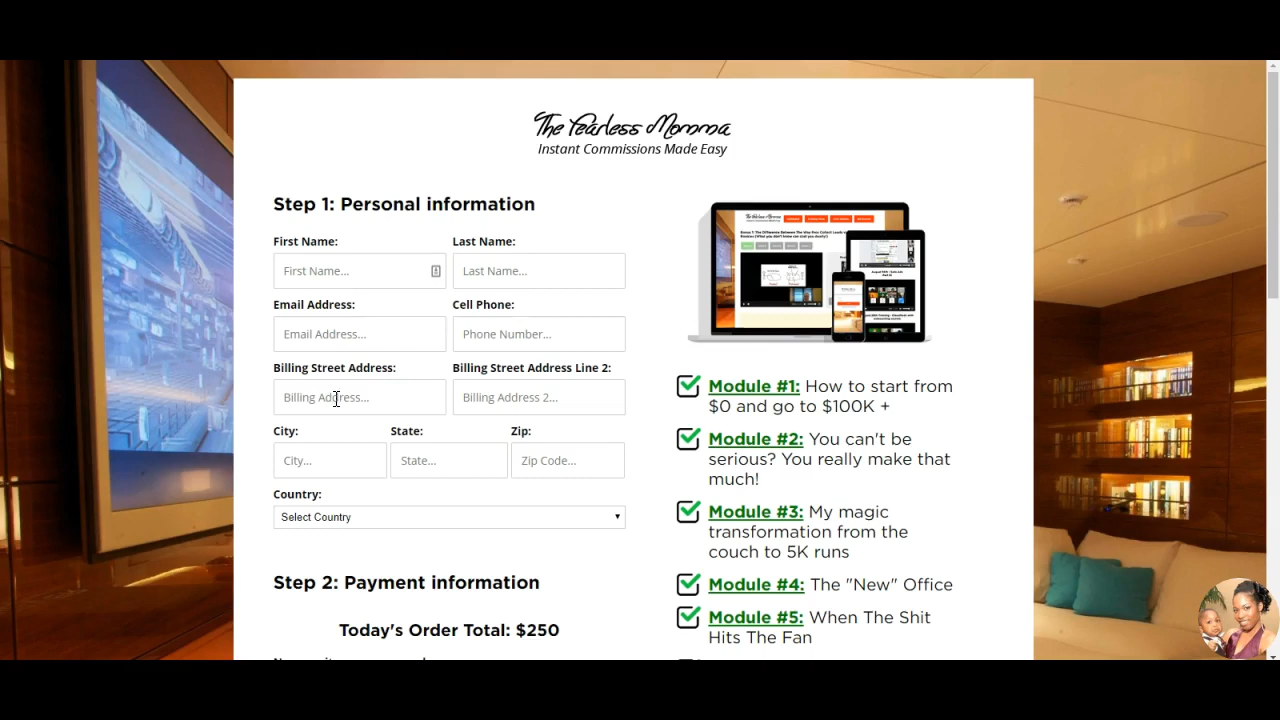 The Fearless Momma
Instant Commissions Made Easy
Step 1: Personal information
First Name:
Last Name:
First Name...
Last Name...
Email Address:
Cell Phone:
Email Address...
Phone Number...
Billing Street Address:
Billing Street Address Line 2:
Billing Address...
Billing Address 2...
City:
State:
Zip:
City...
State...
Zip Code...
Country:
Select Country
Step 2: Payment information
Today's Order Total: $250
Module #1: How to start from
$0 and go to $100K +
Module #2: You can't be
serious? You really make that
much!
Module #3: My magic
transformation from the
couch to 5K runs
Module #4: The "New" Office
Module #5: When The Shit
Hits The Fan